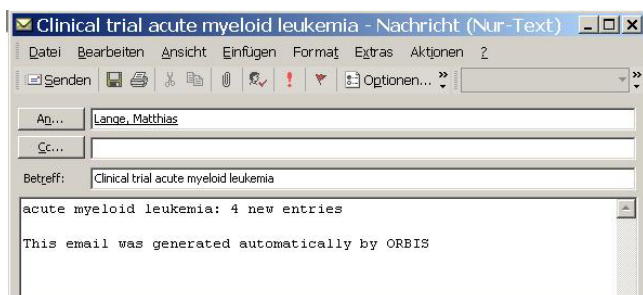 Clinical trial acute myeloid leukemia - Nachricht (Nur-Text)
Datei Bearbeiten Ansicht Einfügen Format Extras Aktionen ?
Senden Optionen...
An... Lange, Matthias
Cc...
Betreff: Clinical trial acute myeloid leukemia
acute myeloid leukemia: 4 new entries
This email was generated automatically by ORBIS